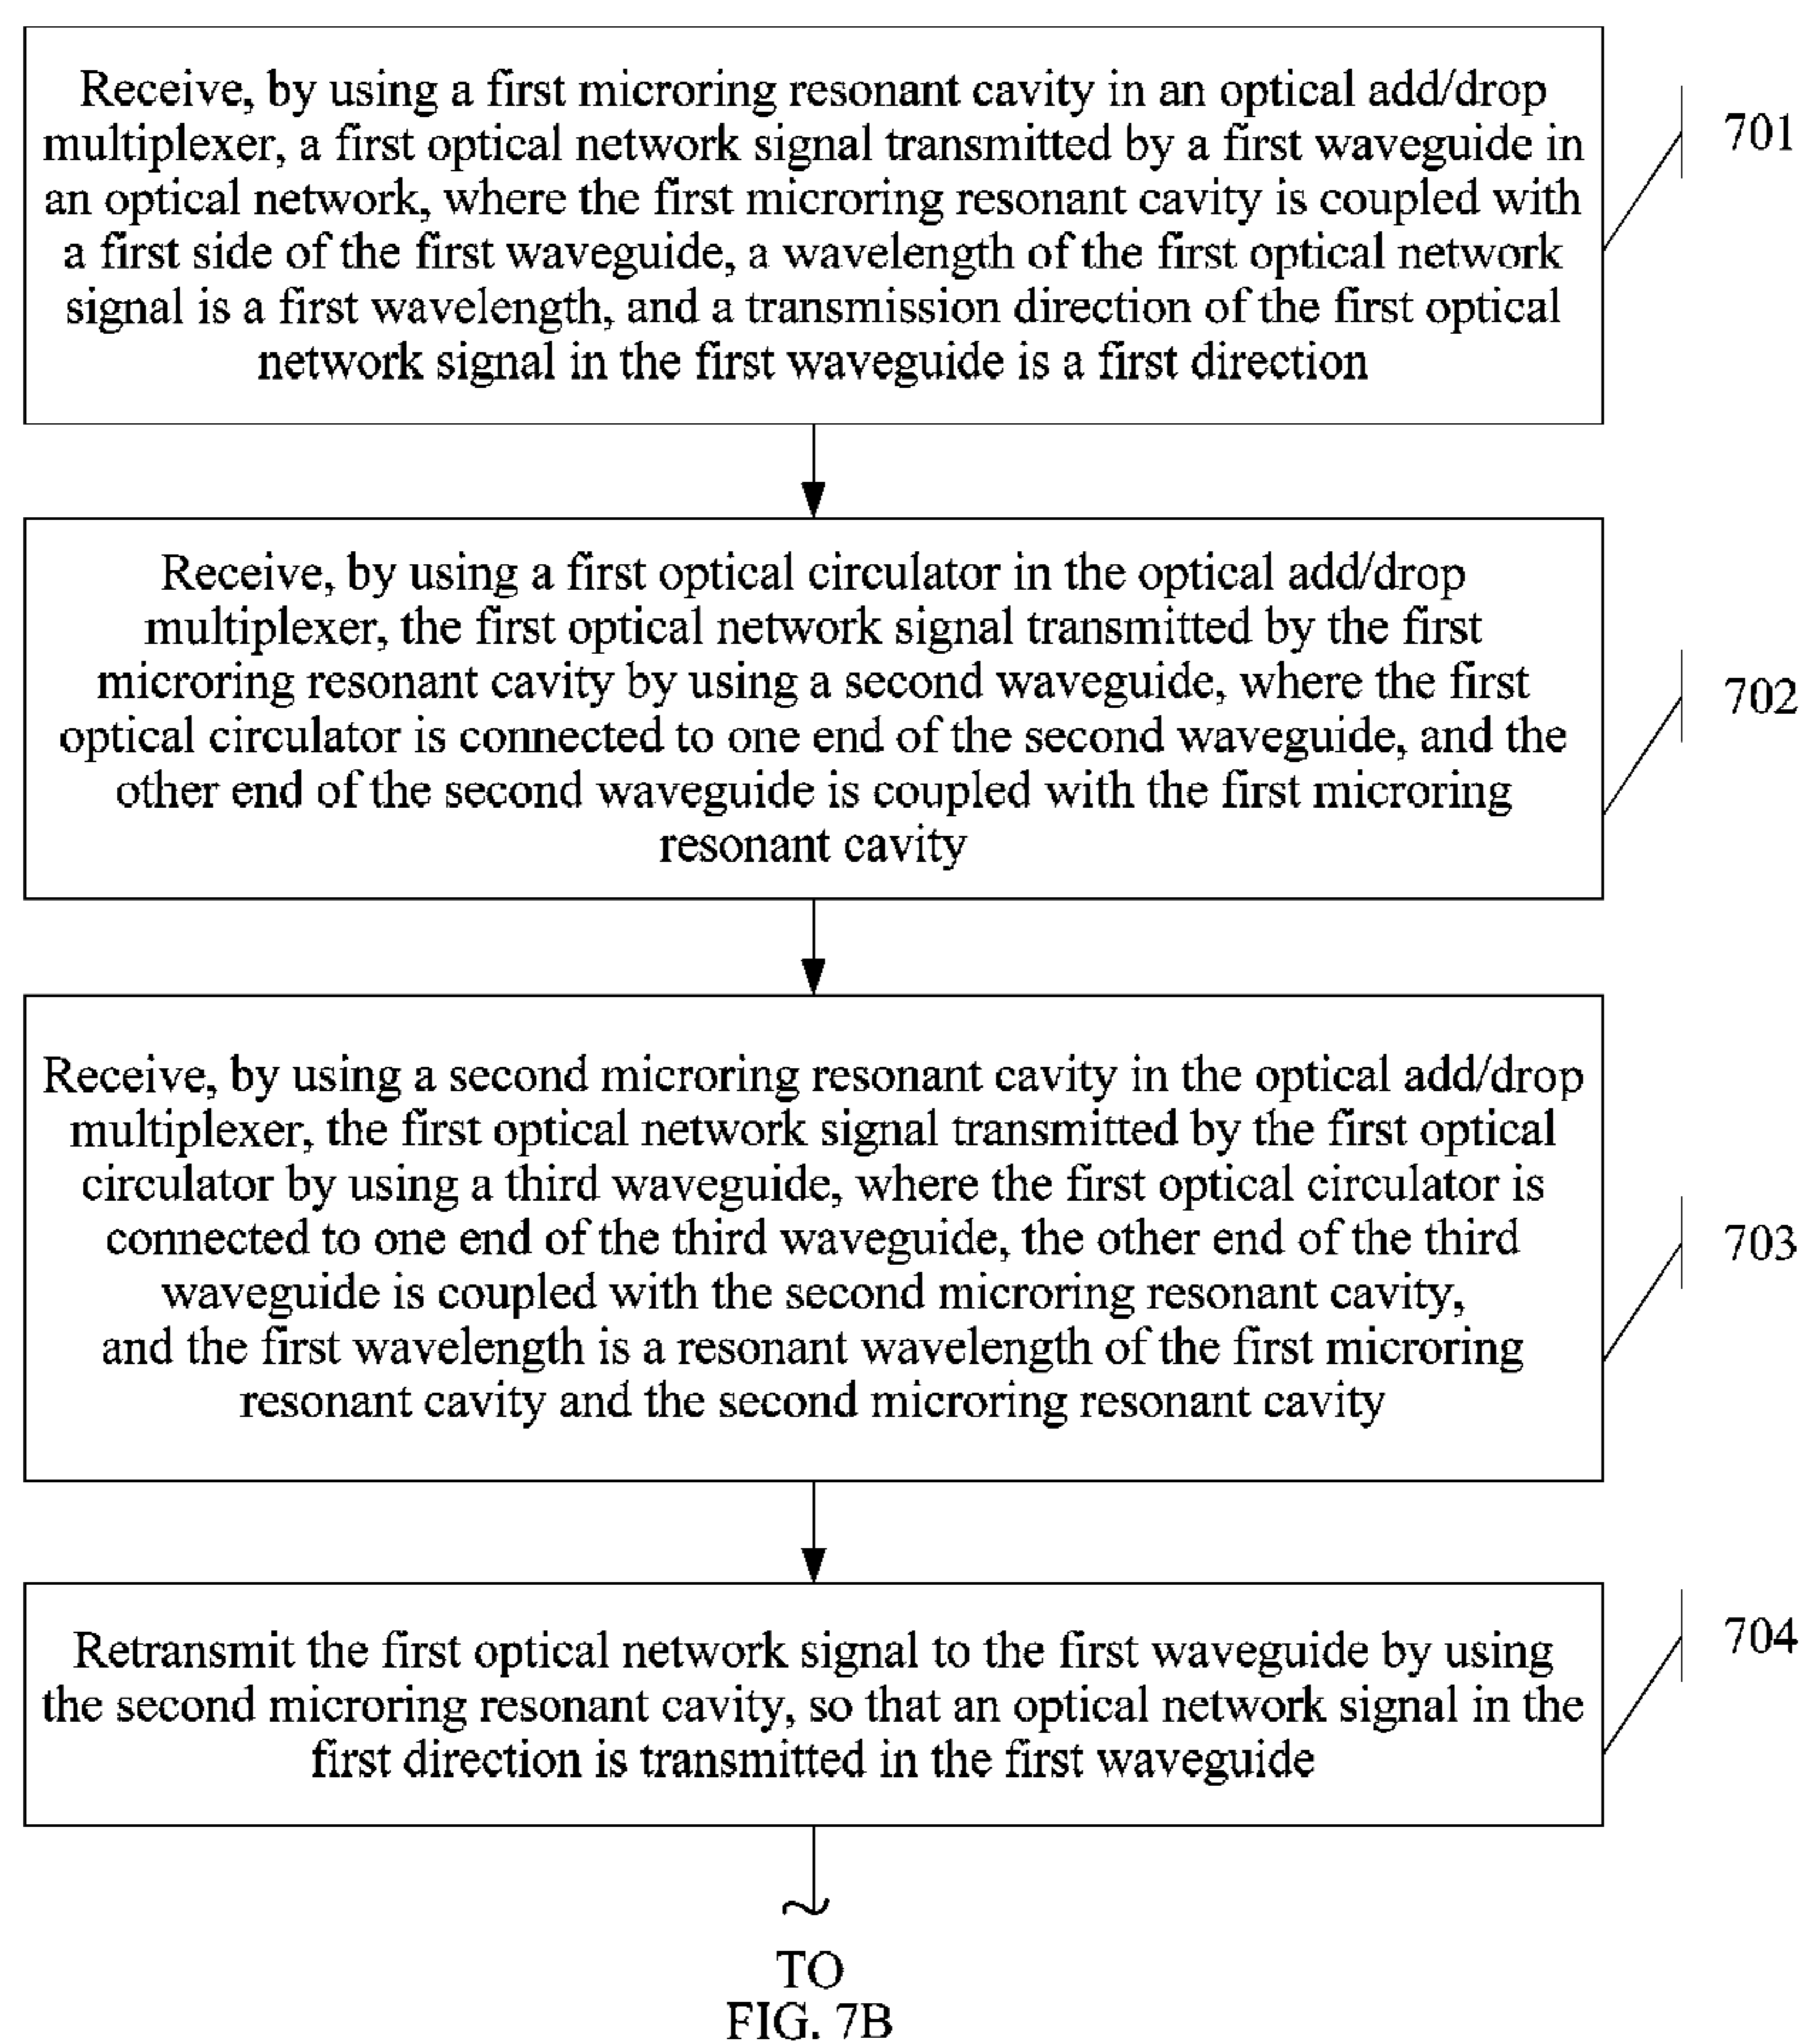 Receive, by using a first microring resonant cavity in an optical add/drop
multiplexer, a first optical network signal transmitted by a first waveguide in
an optical network, where the first microring resonant cavity is coupled with
a first side of the first waveguide, a wavelength of the first optical network
signal is a first wavelength, and a transmission direction of the first optical
network signal in the first waveguide is a first direction
701
Receive, by using a first optical circulator in the optical add/drop
multiplexer, the first optical network signal transmitted by the first
microring resonant cavity by using a second waveguide, where the first
optical circulator is connected to one end of the second waveguide, and the
other end of the second waveguide is coupled with the first microring
resonant cavity
702
Receive, by using a second microring resonant cavity in the optical add/drop
multiplexer, the first optical network signal transmitted by the first optical
circulator by using a third waveguide, where the first optical circulator is
connected to one end of the third waveguide, the other end of the third
waveguide is coupled with the second microring resonant cavity,
and the first wavelength is a resonant wavelength of the first microring
resonant cavity and the second microring resonant cavity
703
Retransmit the first optical network signal to the first waveguide by using
the second microring resonant cavity, so that an optical network signal in the
first direction is transmitted in the first waveguide
704
TO
FIG. 7B